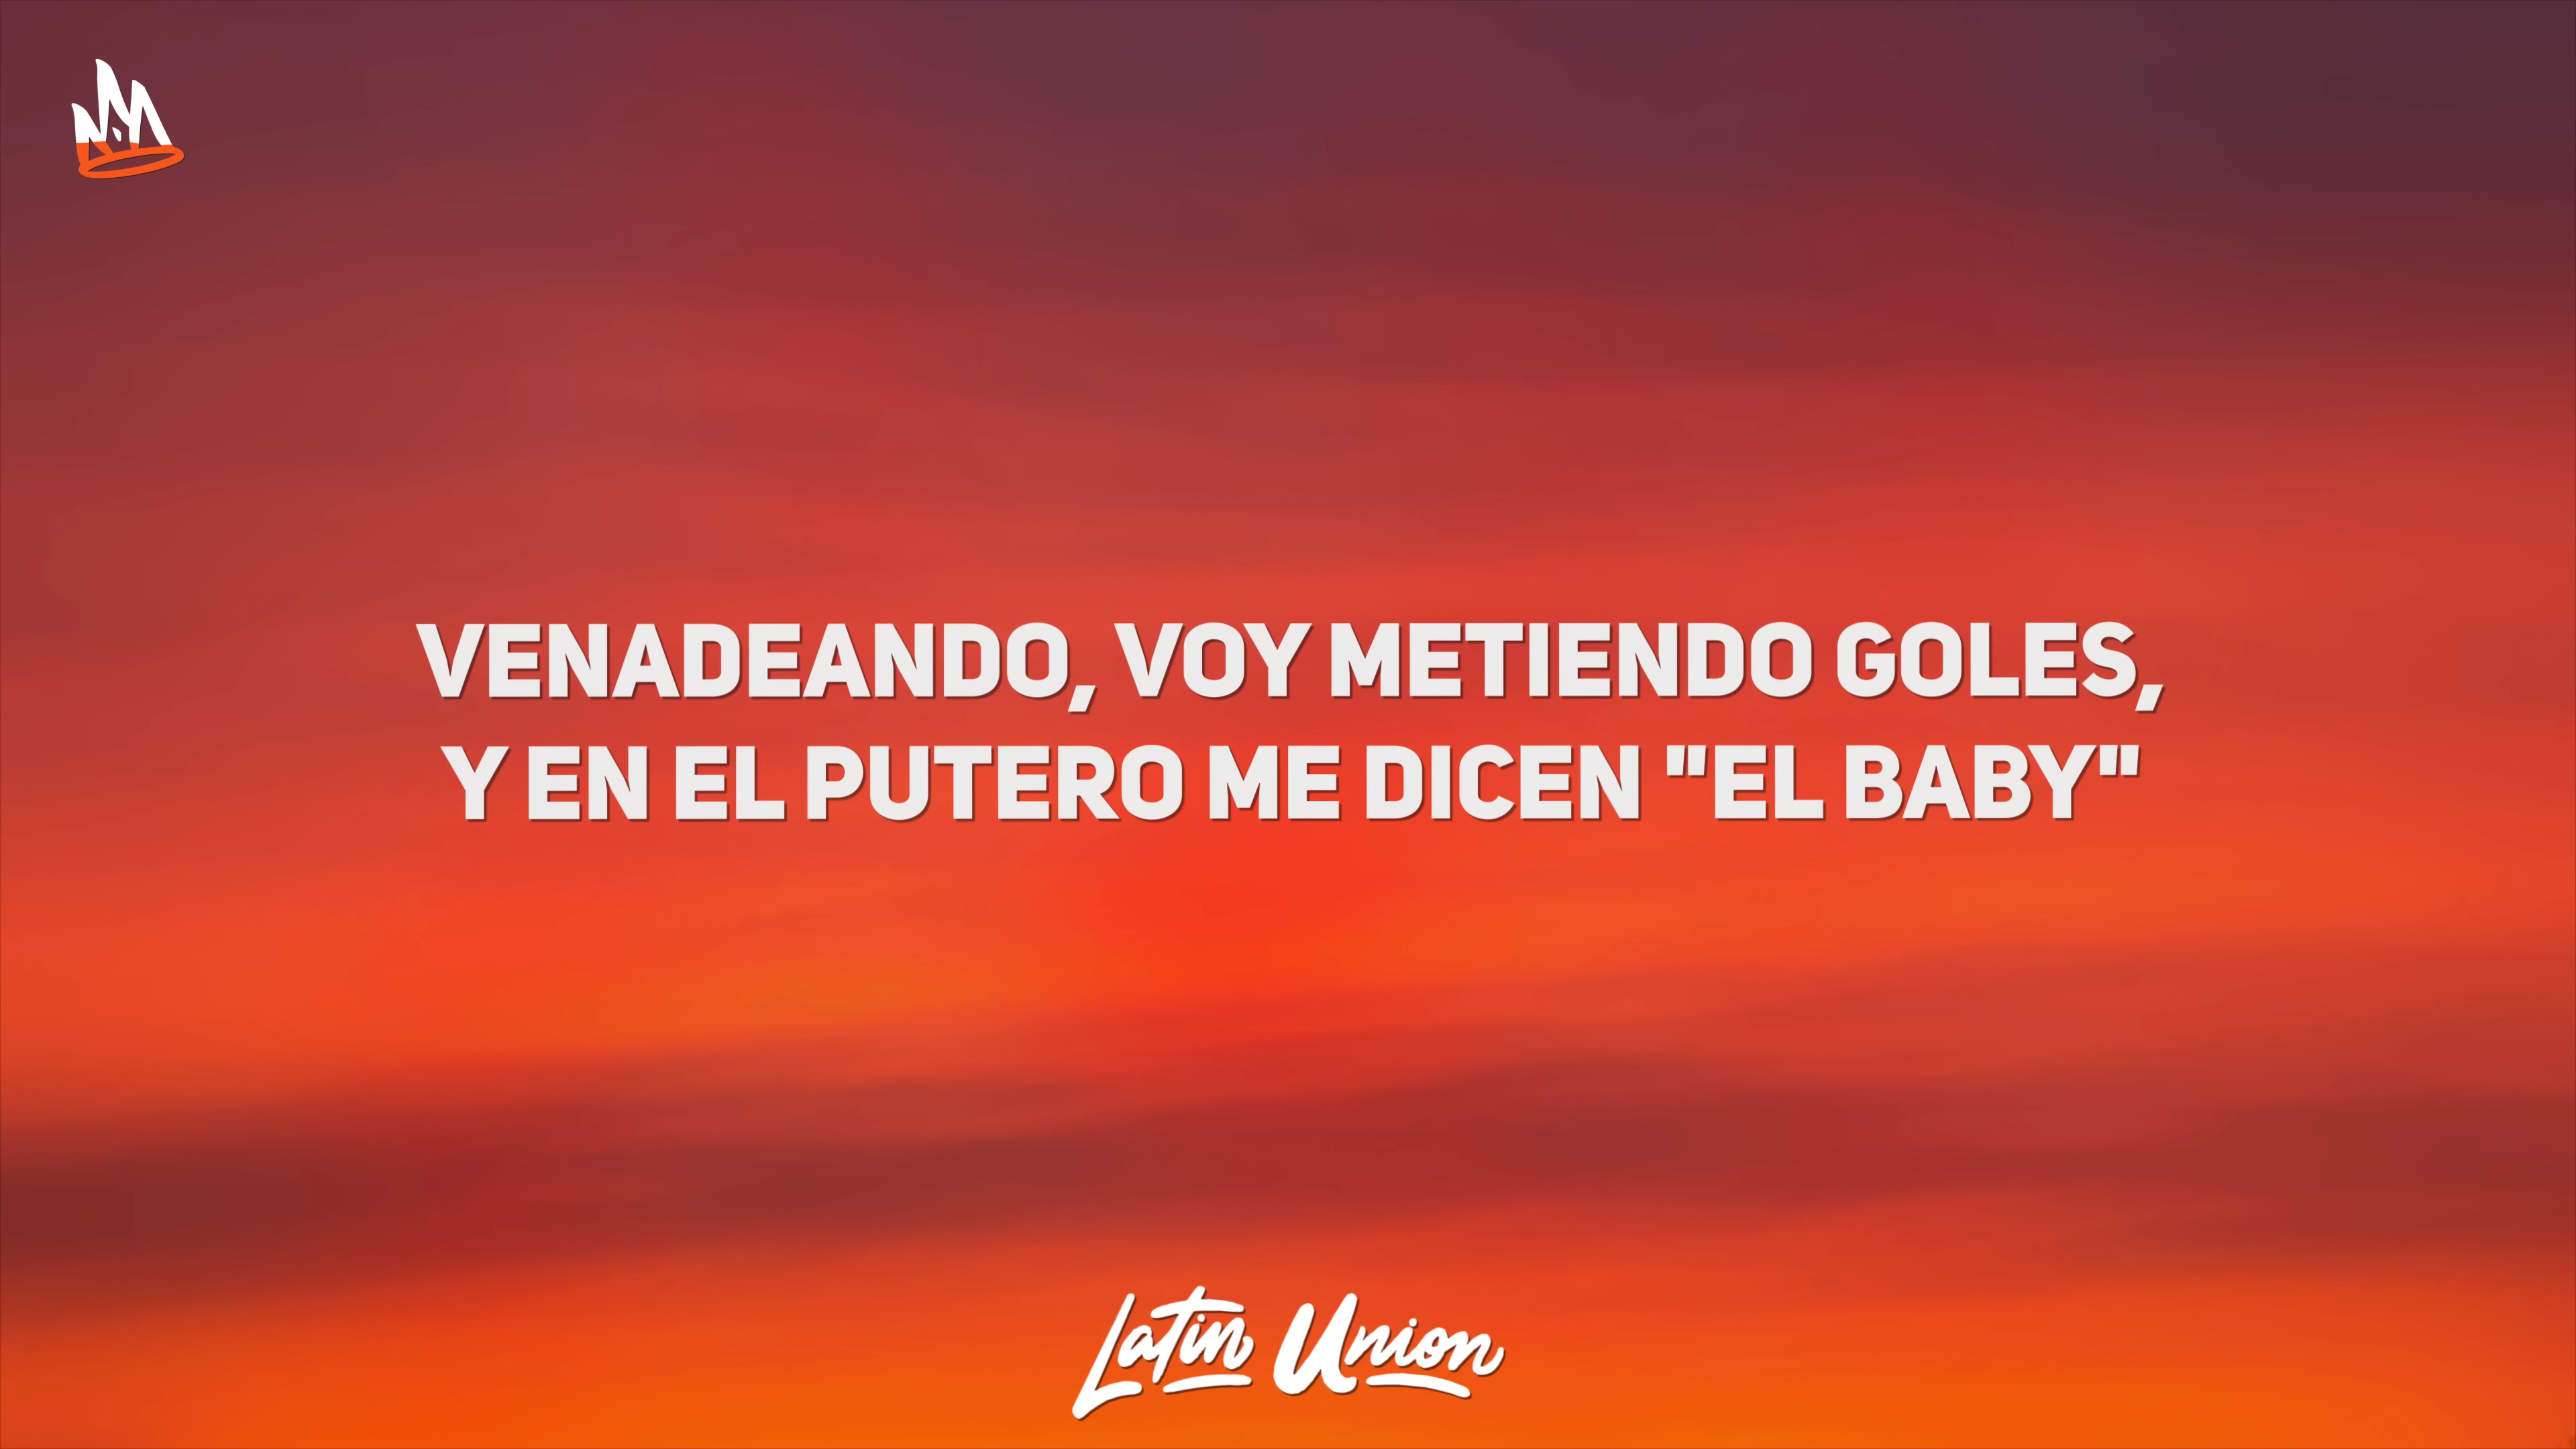 VENADEANDO, VOY METIENDO GOLES,
Y EN EL PUTERO ME DICEN "EL BABY"
Latin Union